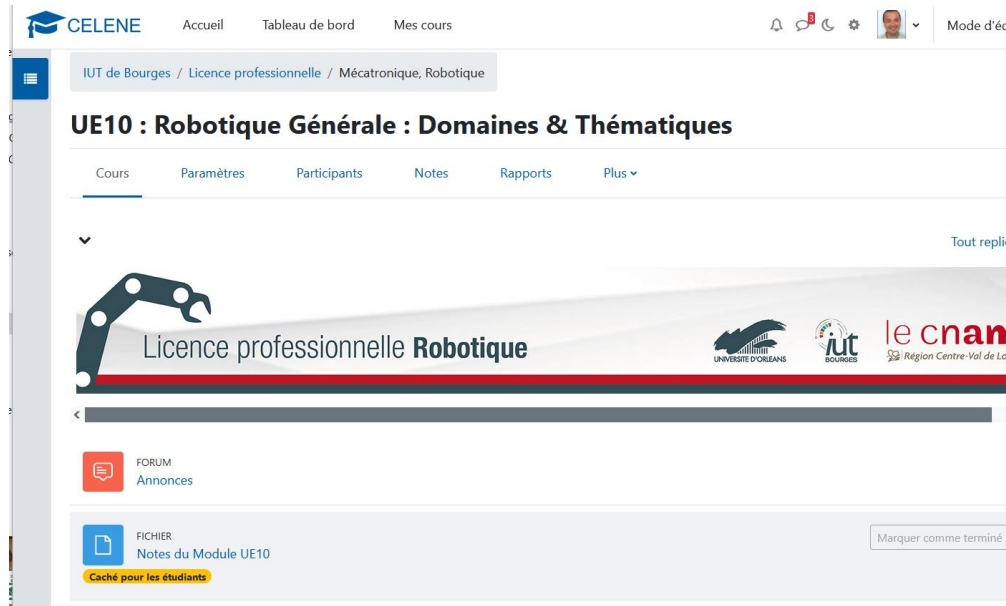 CELENE
Accueil
Tableau de bord
Mes cours
3
Mode d'éc
IUT de Bourges / Licence professionnelle / Mécatronique, Robotique
UE10 : Robotique Générale : Domaines & Thématiques
Cours
Paramètres
Participants
Notes
Rapports
Plus
Tout repli
Licence professionnelle Robotique
UNIVERSITÉ D'ORLÉANS
iut
BOURGES
le cnam
Région Centre-Val de Lo
FORUM
Annonces
FICHIER
Notes du Module UE10
Marquer comme terminé
Caché pour les étudiants